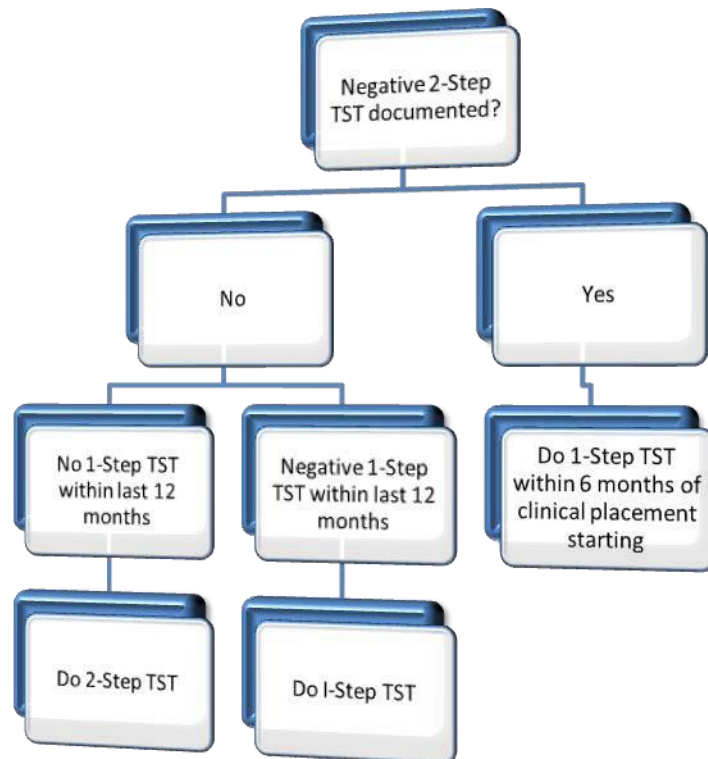 Negative 2-Step
TST documented?
No
Yes
No 1-Step TST
within last 12
months
Negative 1-Step
TST within last 12
months
Do 1-Step TST
within 6 months of
clinical placement
starting
Do 2-Step TST
Do I-Step TST